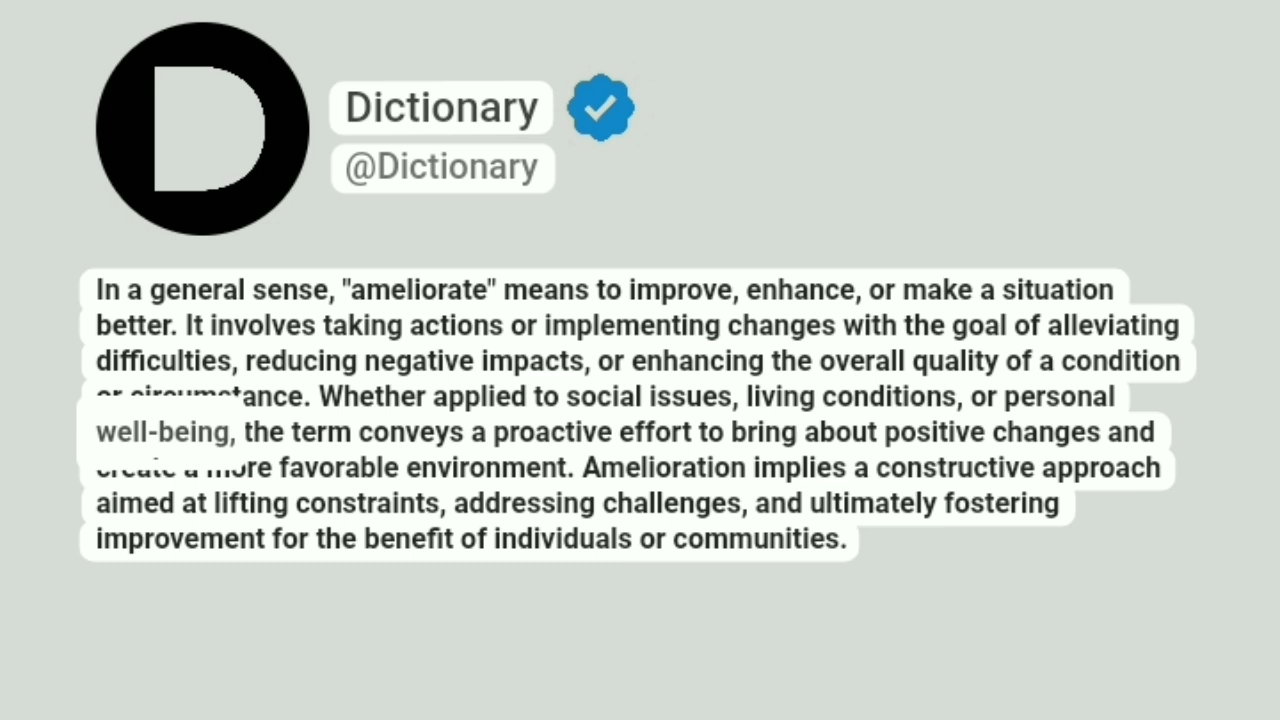 Dictionary
@Dictionary
In a general sense, "ameliorate" means to improve, enhance, or make a situation
better. It involves taking actions or implementing changes with the goal of alleviating
difficulties, reducing negative impacts, or enhancing the overall quality of a condition
or circumstance. Whether applied to social issues, living conditions, or personal
well-being, the term conveys a proactive effort to bring about positive changes and
create a more favorable environment. Amelioration implies a constructive approach
aimed at lifting constraints, addressing challenges, and ultimately fostering
improvement for the benefit of individuals or communities.